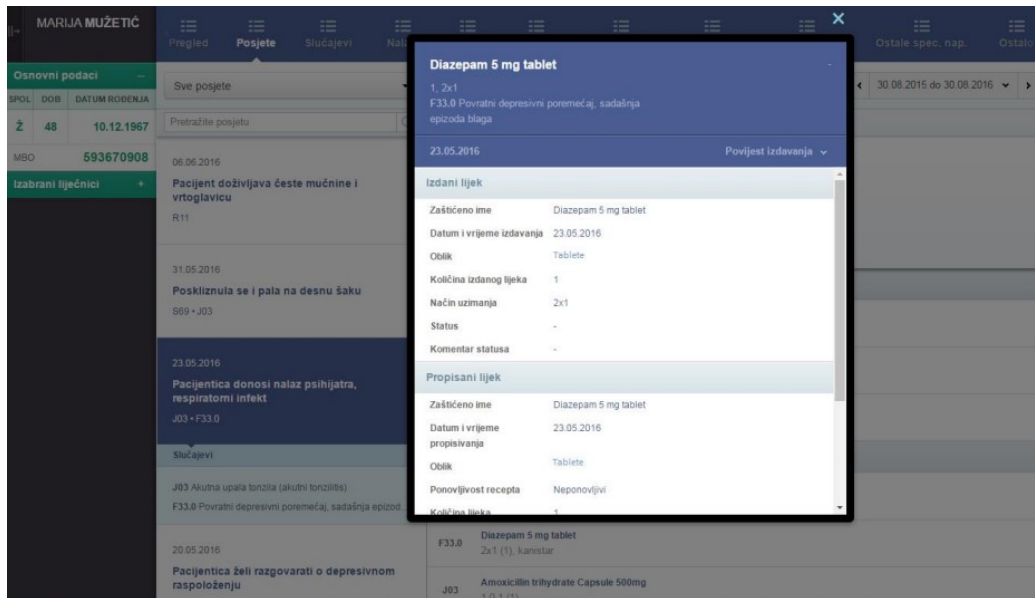 MARIJA MUŽETIĆ
Pregled
Posjete
Slučajevi
Ostale spec. nap.
Osnovni podaci
SPOL DOB DATUM ROĐENJA
Ž 48 10.12.1967
MBO 593670908
Izabrani liječnici +
Sve posjete
30.08.2015 do 30.08.2016
Pretražite posjetu
06.06.2016
Pacijent doživljava česte mučnine i
vrtoglavicu
R11
31.05.2016
Poskliznula se i pala na desnu šaku
S69 • J03
23.05.2016
Pacijentica donosi nalaz psihijatra,
respiratorni infekt
J03 • F33.0
Slučajevi
J03 Akutna upala tonzila (akutni tonzilitis)
F33.0 Povratni depresivni poremećaj, sadašnja epizod
20.05.2016
Pacijentica želi razgovarati o depresivnom
raspoloženju
Diazepam 5 mg tablet -
1, 2x1
F33.0 Povratni depresivni poremećaj, sadašnja
epizoda blaga
23.05.2016 Povijest izdavanja
Izdani lijek
Zaštićeno ime Diazepam 5 mg tablet
Datum i vrijeme izdavanja 23.05.2016
Oblik Tablete
Količina izdanog lijeka 1
Način uzimanja 2x1
Status -
Komentar statusa -
Propisani lijek
Zaštićeno ime Diazepam 5 mg tablet
Datum i vrijeme 23.05.2016
propisivanja
Oblik Tablete
Ponovljivost recepta Neponovljivi
Količina lijeka 1
F33.0 Diazepam 5 mg tablet
2x1 (1), kanistar
J03 Amoxicillin trihydrate Capsule 500mg